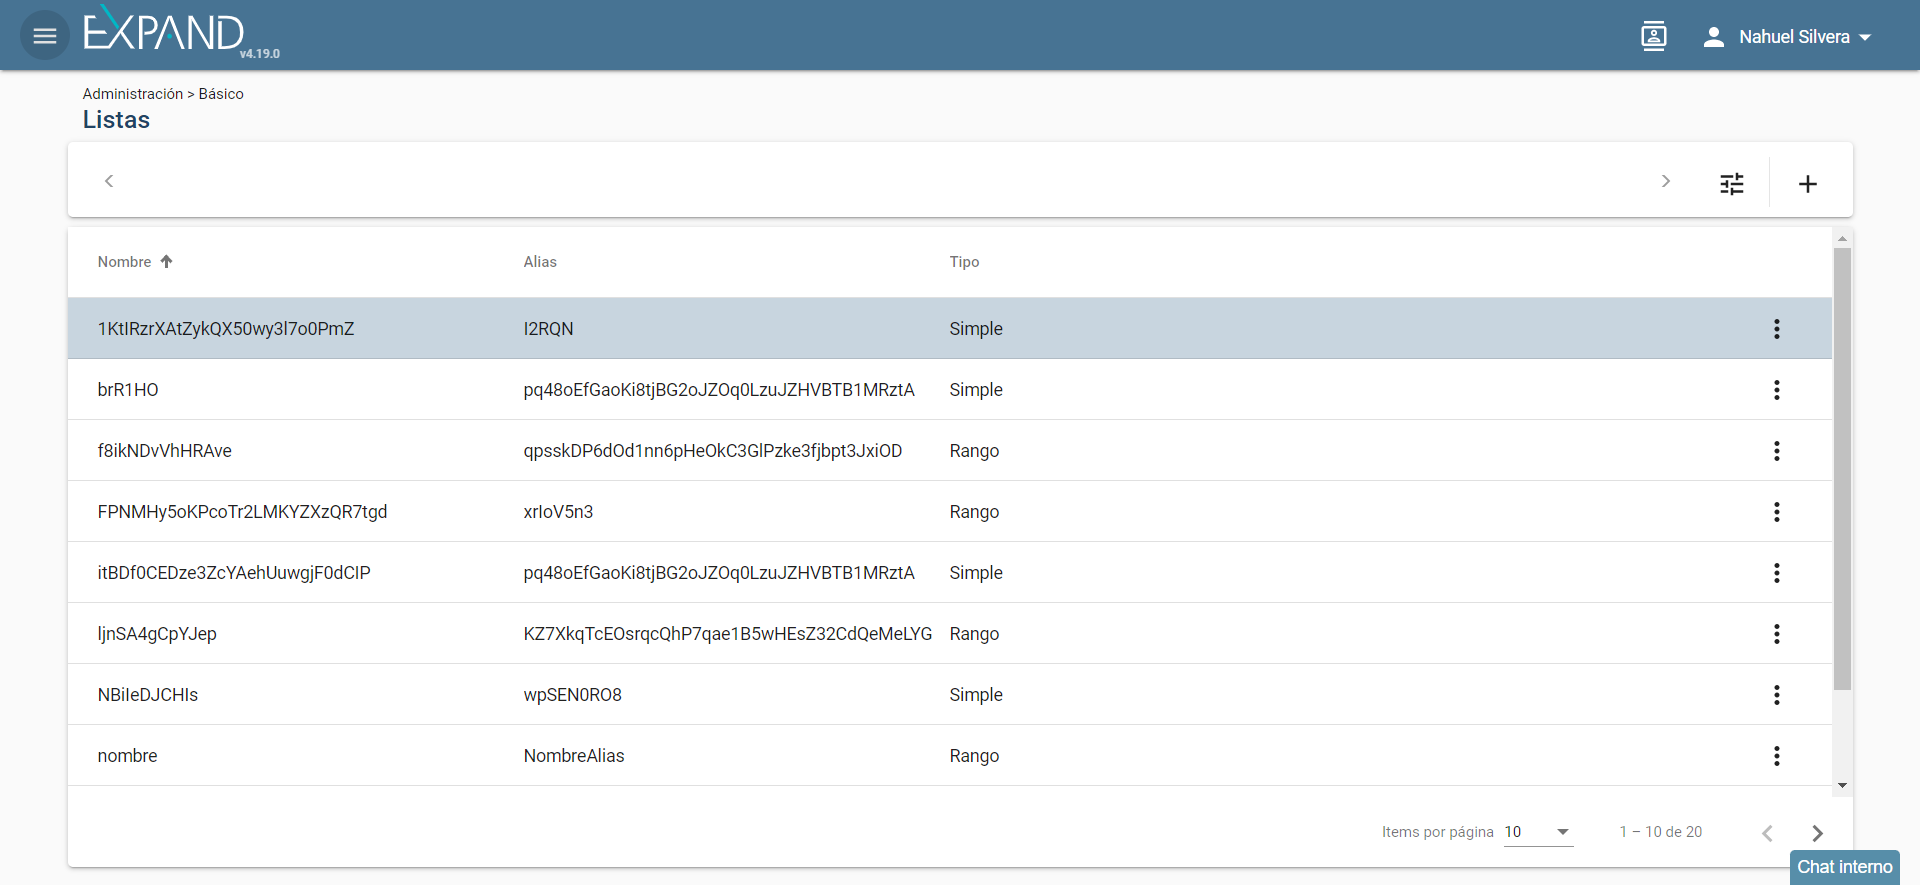 EXPAND v4.19.0
Nahuel Silvera
Administración > Básico
Listas
Nombre Alias Tipo
1KtIRzrXAtZykQX50wy3l7o0PmZ I2RQN Simple
brR1HO pq48oEfGaoKi8tjBG2oJZOq0LzuJZHVBTB1MRztA Simple
f8ikNDvVhHRAve qpsskDP6dOd1nn6pHeOkC3GlPzke3fjbpt3JxiOD Rango
FPNMHy5oKPcoTr2LMKYZXzQR7tgd xrIoV5n3 Rango
itBDf0CEDze3ZcYAehUuwgjF0dCIP pq48oEfGaoKi8tjBG2oJZOq0LzuJZHVBTB1MRztA Simple
ljnSA4gCpYJep KZ7XkqTcEOsrqcQhP7qae1B5wHEsZ32CdQeMeLYG Rango
NBiIeDJCHIs wpSEN0RO8 Simple
nombre NombreAlias Rango
Items por página 10 1 – 10 de 20
Chat interno